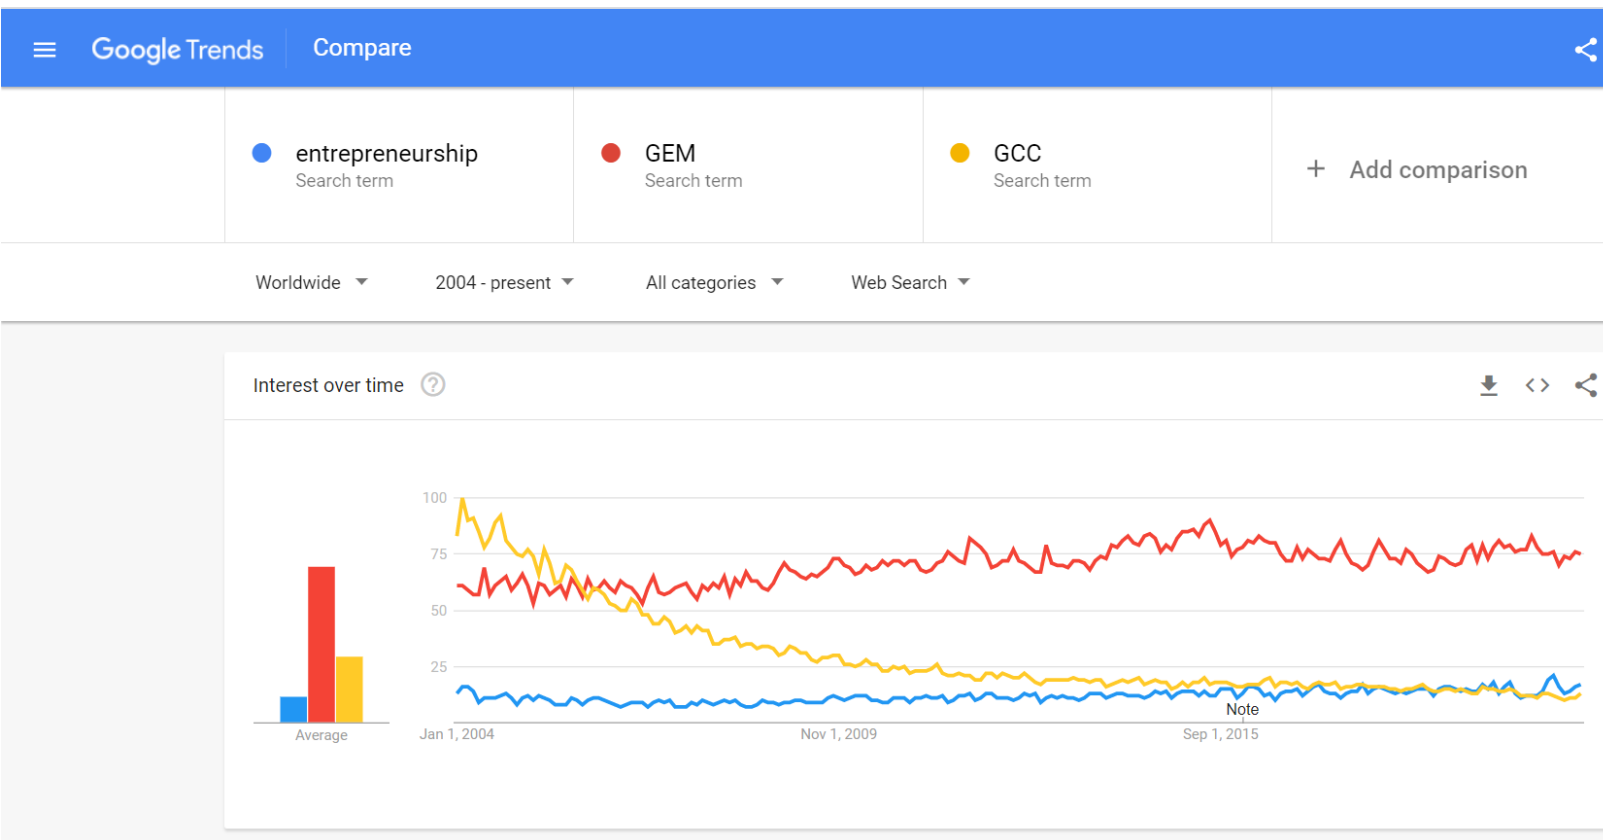 Google Trends
Compare
entrepreneurship
Search term
GEM
Search term
GCC
Search term
+ Add comparison
Worldwide
2004 - present
All categories
Web Search
Interest over time
?
100
75
50
25
Note
Average
Jan 1, 2004
Nov 1, 2009
Sep 1, 2015